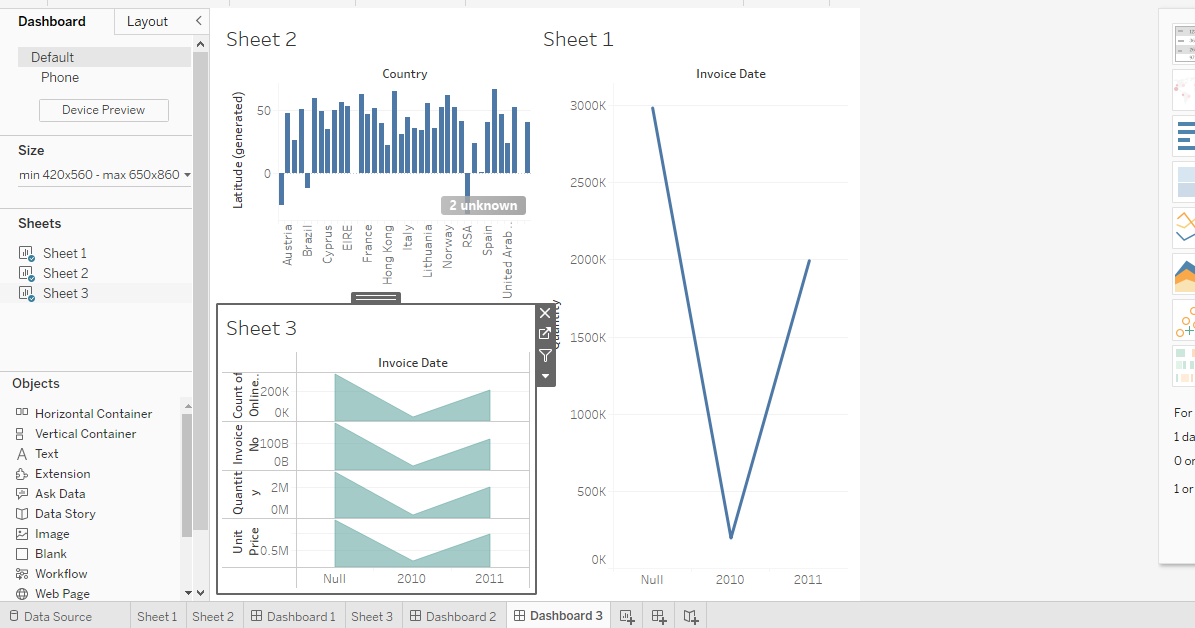 Dashboard
Layout
Default
Phone
Device Preview
Size
min 420x560 - max 650x860
Sheets
Sheet 1
Sheet 2
Sheet 3
Objects
Horizontal Container
Vertical Container
Text
Extension
Ask Data
Data Story
Image
Blank
Workflow
Web Page
Sheet 2
Country
Latitude (generated)
50
0
2 unknown
Austria
Brazil
Cyprus
EIRE
France
Hong Kong
Italy
Lithuania
Norway
RSA
Spain
United Arab..
Sheet 3
Invoice Date
Count of
Online..
200K
0K
Invoice
No
100B
0B
Quantit
y
2M
0M
Unit
Price
0.5M
Null
2010
2011
Sheet 1
Invoice Date
Quantity
3000K
2500K
2000K
1500K
1000K
500K
0K
Null
2010
2011
For
1 da
0 or
1 or
Data Source
Sheet 1
Sheet 2
Dashboard 1
Sheet 3
Dashboard 2
Dashboard 3